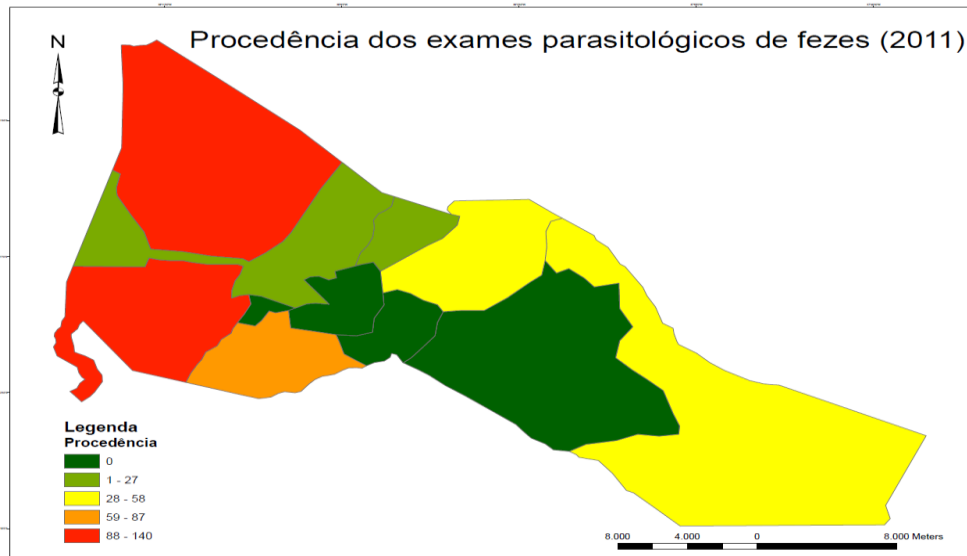 Procedência dos exames parasitológicos de fezes (2011)
N
Legenda
Procedência
0
1 - 27
28 - 58
59 - 87
88 - 140
8.000 4.000 0 8.000 Meters